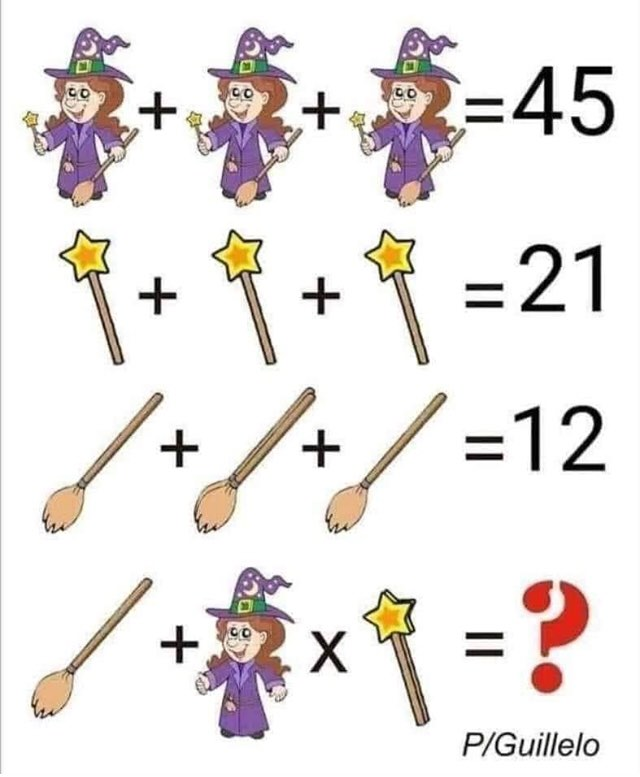 + + =45
+ + =21
+ + =12
+ x =?
P/Guillelo